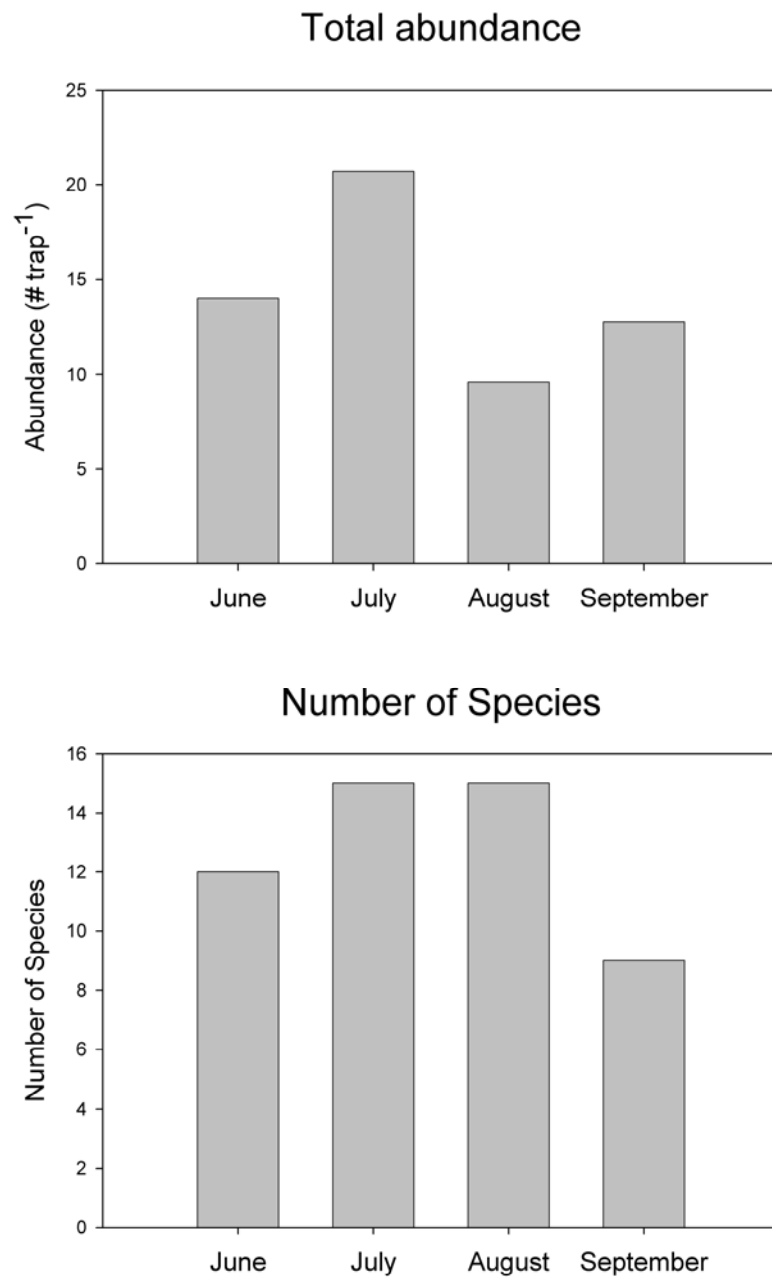 Total abundance
Abundance (# trap-1)
25
20
15
10
5
0
June July August September
Number of Species
Number of Species
16
14
12
10
8
6
4
2
0
June July August September